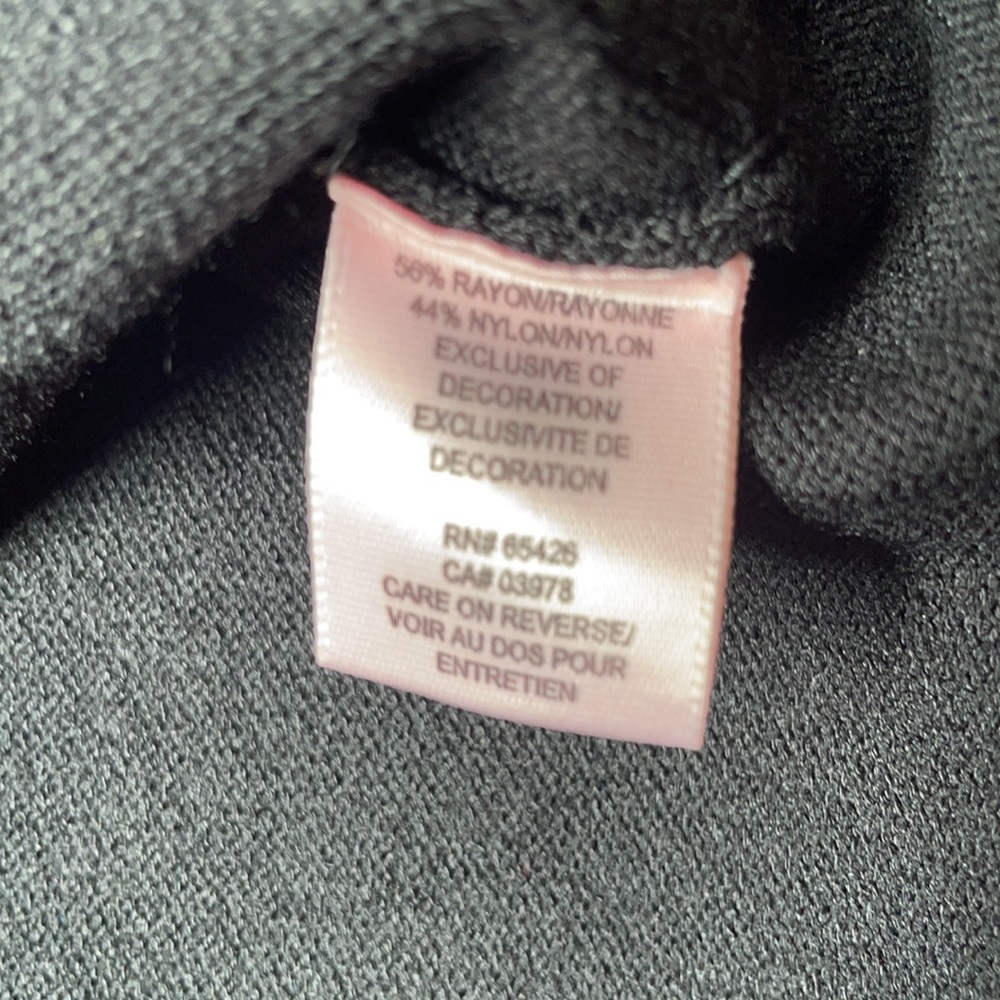 56% RAYON/RAYONNE
44% NYLON/NYLON
EXCLUSIVE OF
DECORATION/
EXCLUSIVITE DE
DECORATION
RN# 65426
CA# 03978
CARE ON REVERSE/
VOIR AU DOS POUR
ENTRETIEN